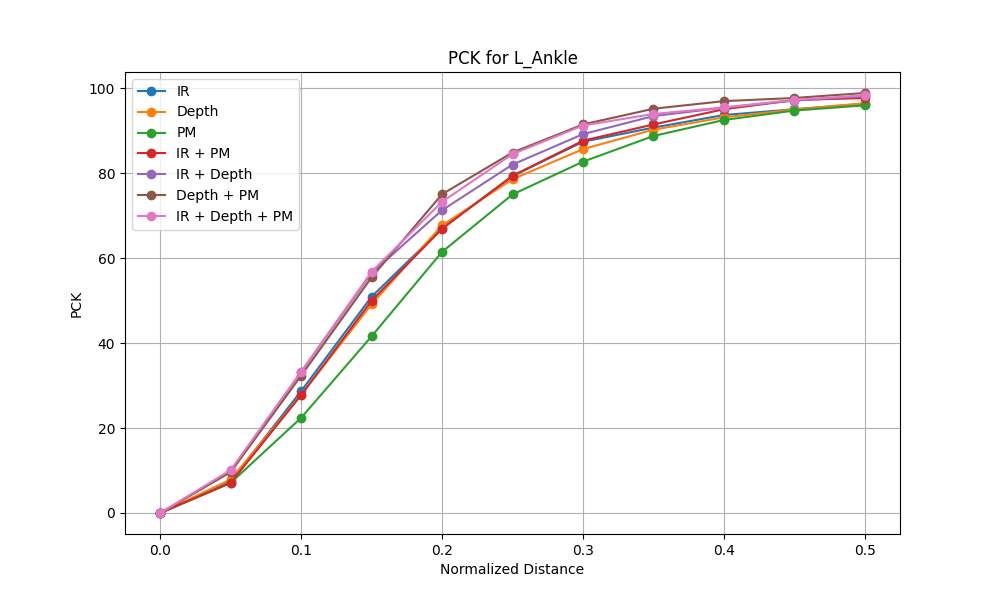 PCK for L_Ankle
IR
Depth
PM
IR + PM
IR + Depth
Depth + PM
IR + Depth + PM
100
80
60
40
20
0
PCK
0.0 0.1 0.2 0.3 0.4 0.5
Normalized Distance